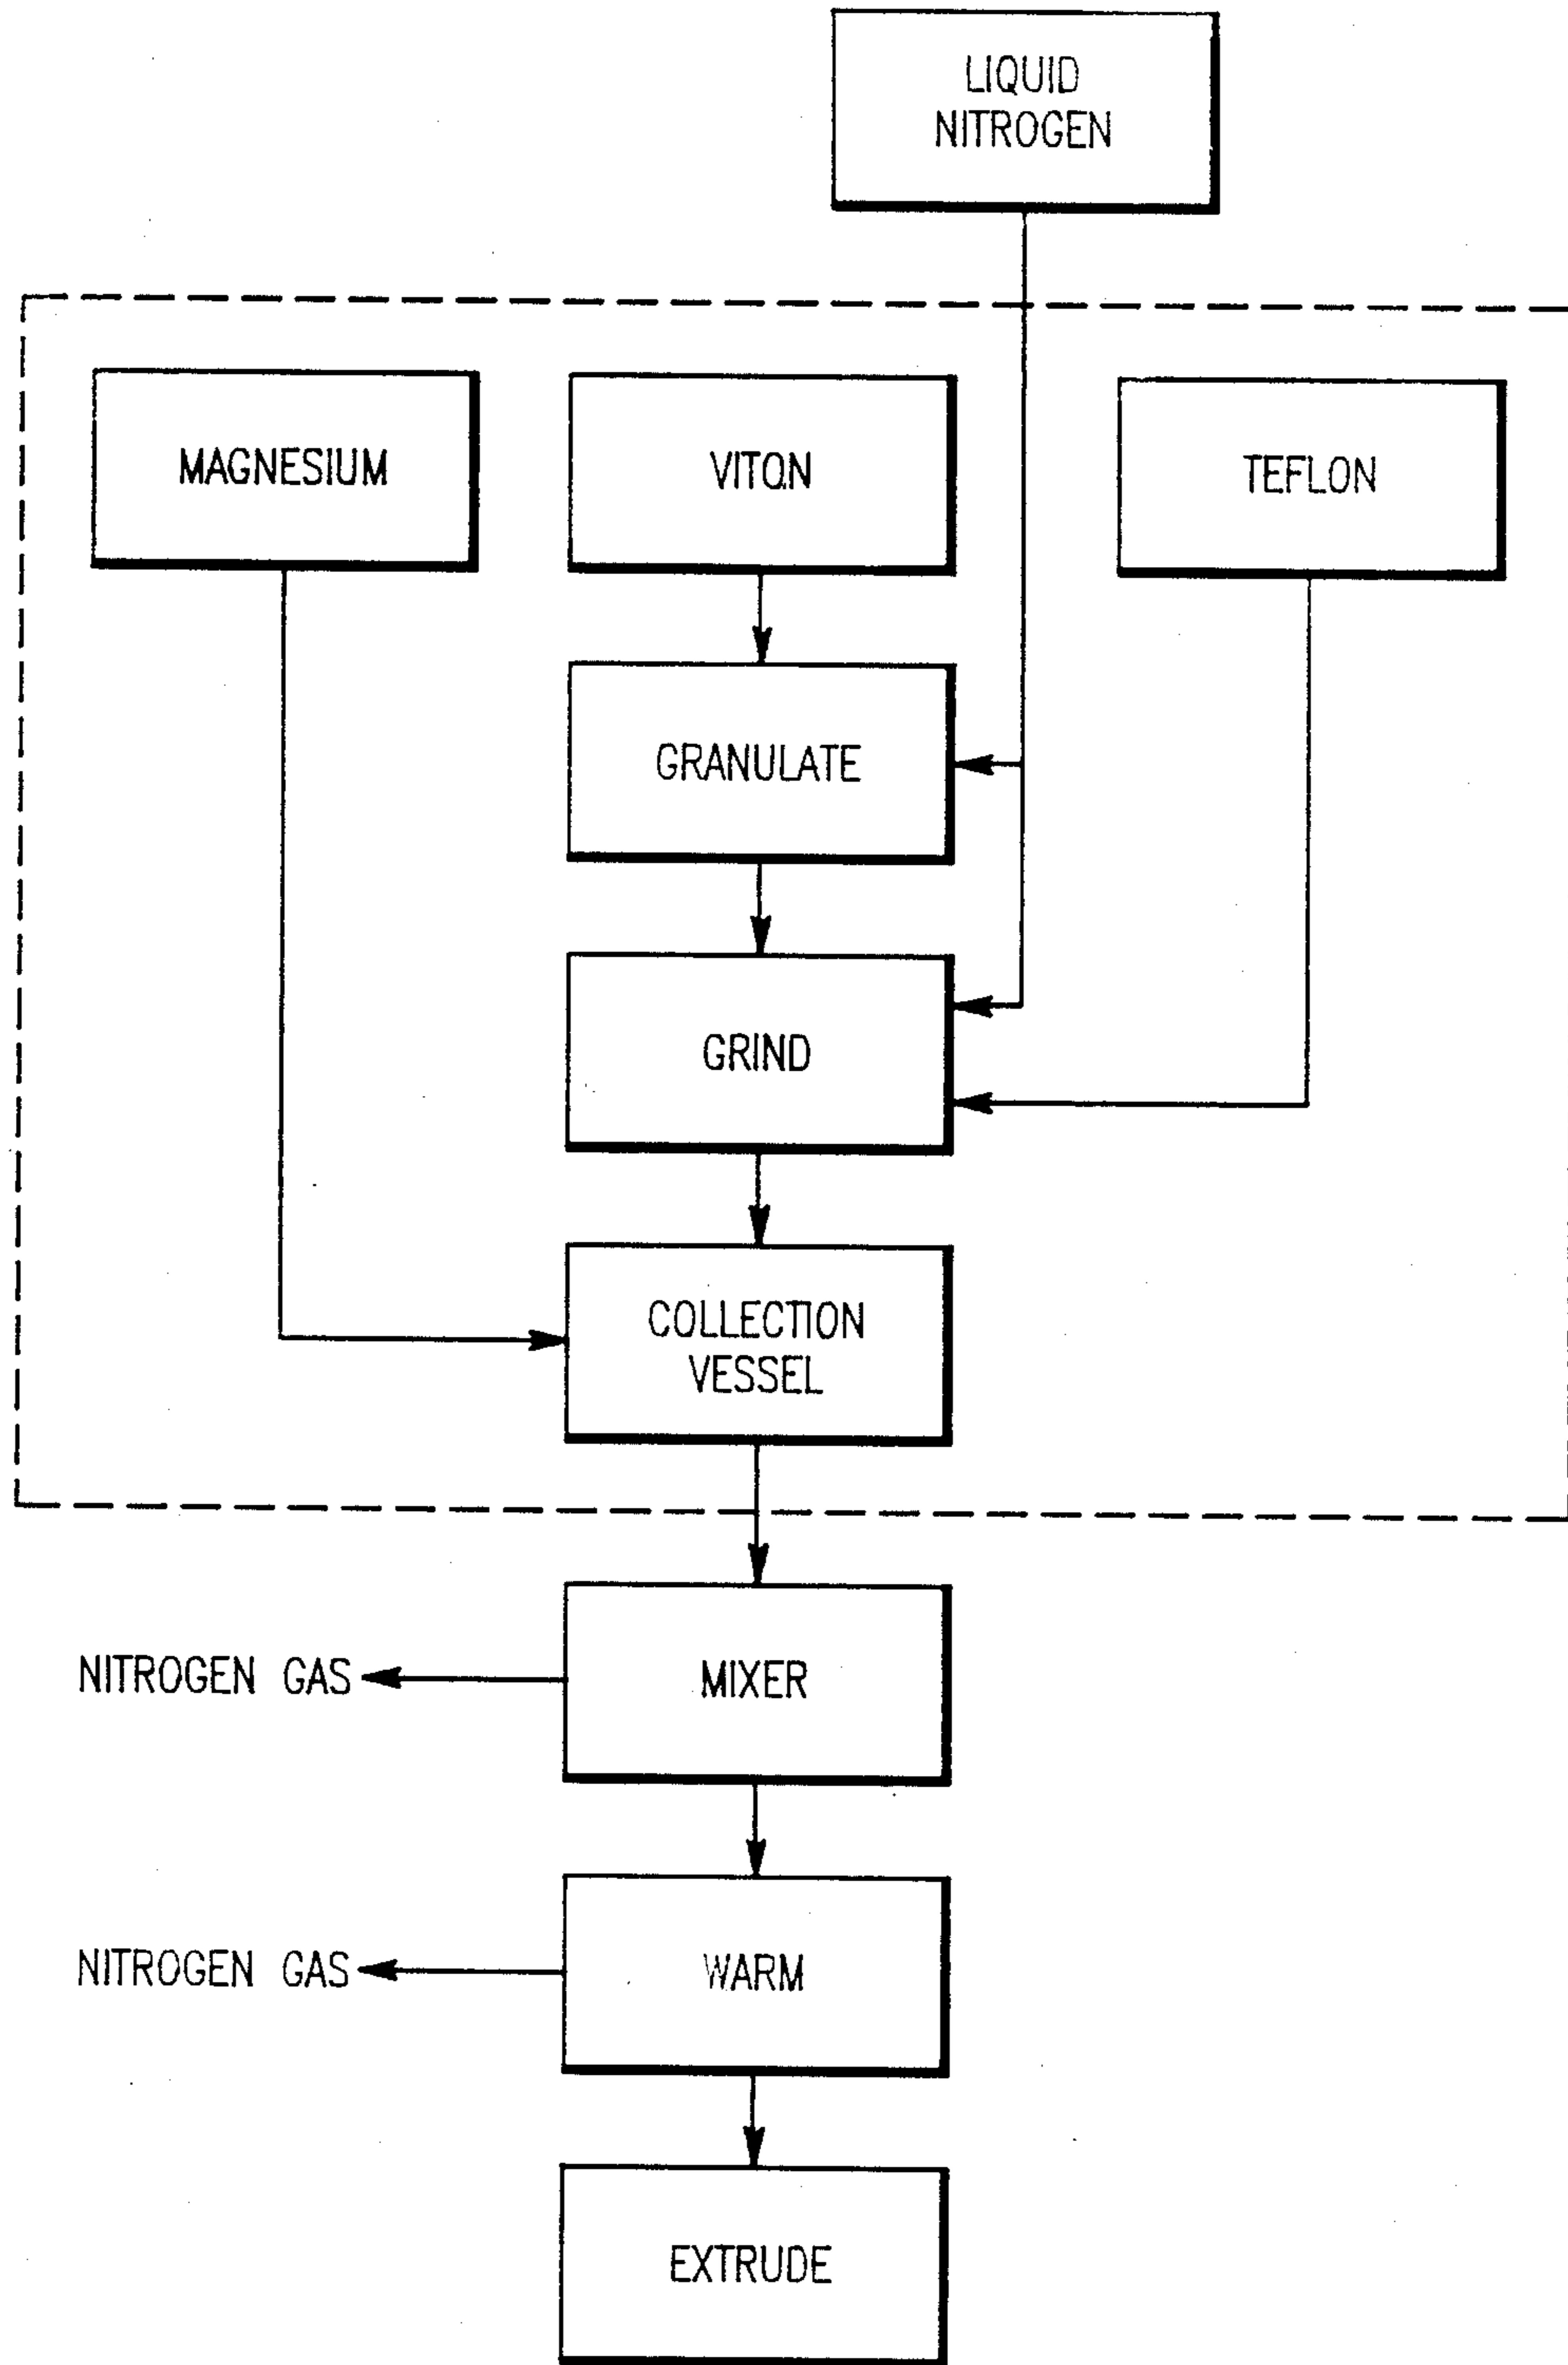 LIQUID
NITROGEN
MAGNESIUM
VITON
TEFLON
GRANULATE
GRIND
COLLECTION
VESSEL
NITROGEN GAS
MIXER
NITROGEN GAS
WARM
EXTRUDE